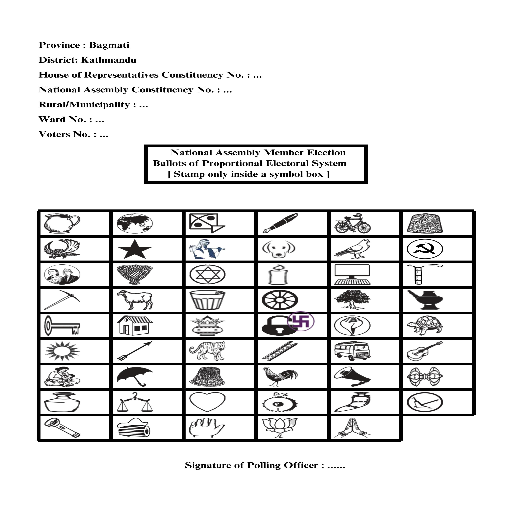 Province : Bagmati
District: Kathmandu
House of Representatives Constituency No. : ...
National Assembly Constituency No. : ...
Rural/Municipality : ...
Ward No. : ...
Voters No. : ...
National Assembly Member Election
Ballots of Proportional Electoral System
[ Stamp only inside a symbol box ]
Signature of Polling Officer : ......